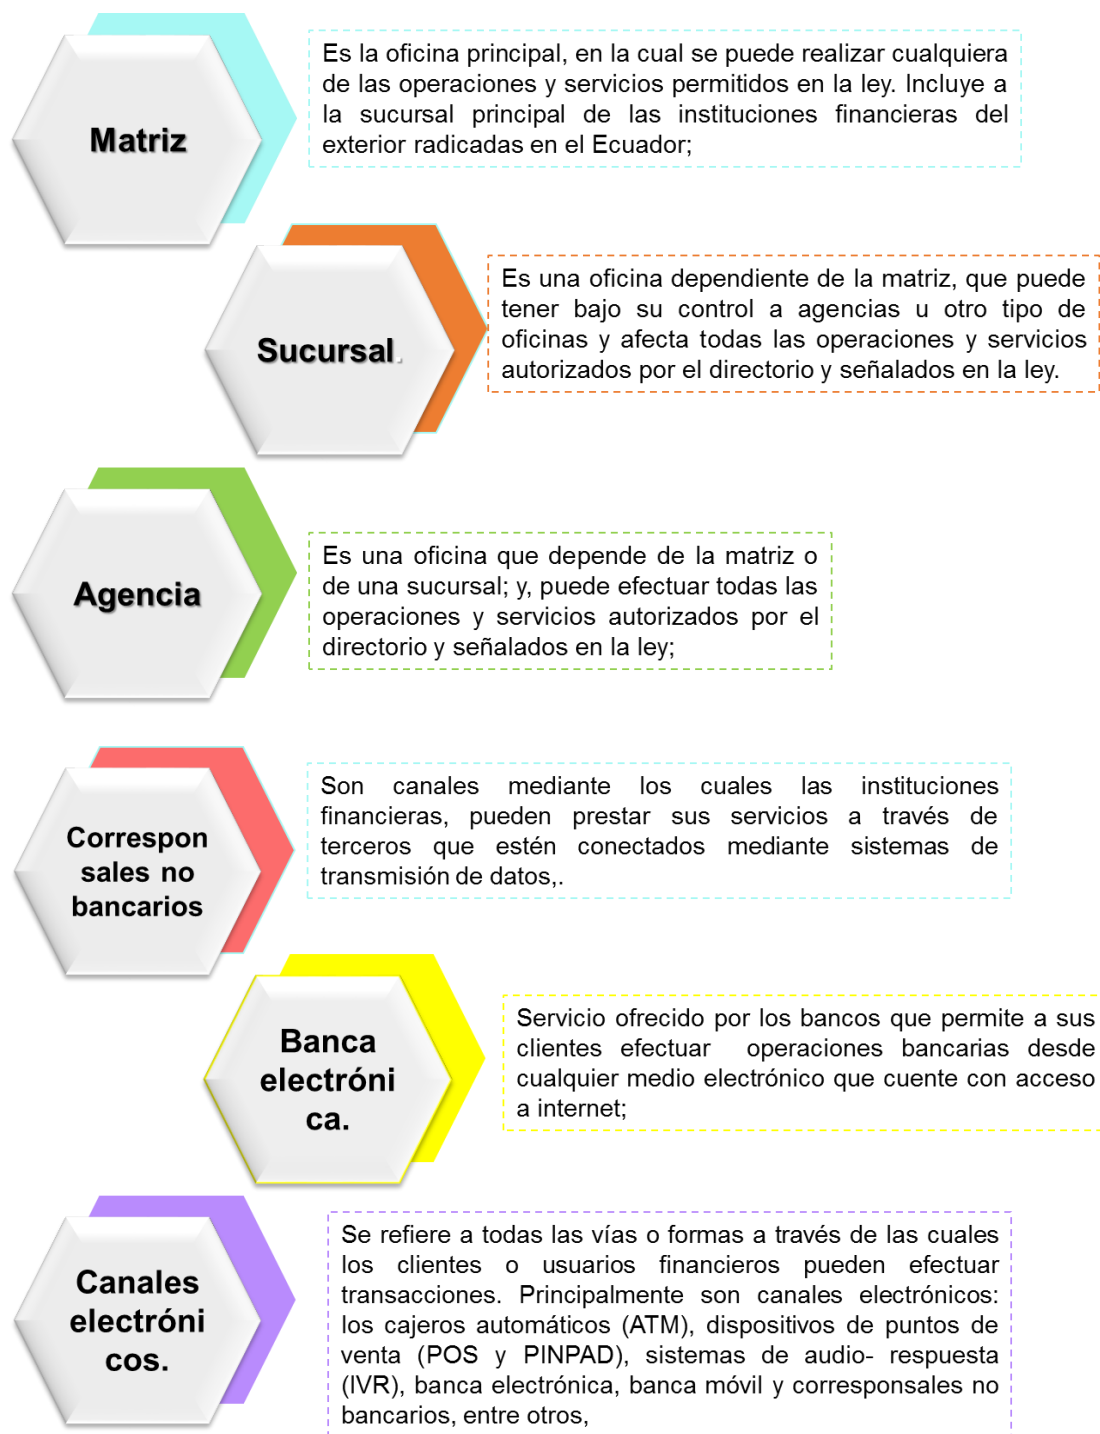 Matriz
Es la oficina principal, en la cual se puede realizar cualquiera
de las operaciones y servicios permitidos en la ley. Incluye a
la sucursal principal de las instituciones financieras del
exterior radicadas en el Ecuador;
Sucursal.
Es una oficina dependiente de la matriz, que puede
tener bajo su control a agencias u otro tipo de
oficinas y afecta todas las operaciones y servicios
autorizados por el directorio y señalados en la ley.
Agencia
Es una oficina que depende de la matriz o
de una sucursal; y, puede efectuar todas las
operaciones y servicios autorizados por el
directorio y señalados en la ley;
Correspon
sales no
bancarios
Son canales mediante los cuales las instituciones
financieras, pueden prestar sus servicios a través de
terceros que estén conectados mediante sistemas de
transmisión de datos,.
Banca
electróni
ca.
Servicio ofrecido por los bancos que permite a sus
clientes efectuar operaciones bancarias desde
cualquier medio electrónico que cuente con acceso
a internet;
Canales
electróni
cos.
Se refiere a todas las vías o formas a través de las cuales
los clientes o usuarios financieros pueden efectuar
transacciones. Principalmente son canales electrónicos:
los cajeros automáticos (ATM), dispositivos de puntos de
venta (POS y PINPAD), sistemas de audio- respuesta
(IVR), banca electrónica, banca móvil y corresponsales no
bancarios, entre otros,